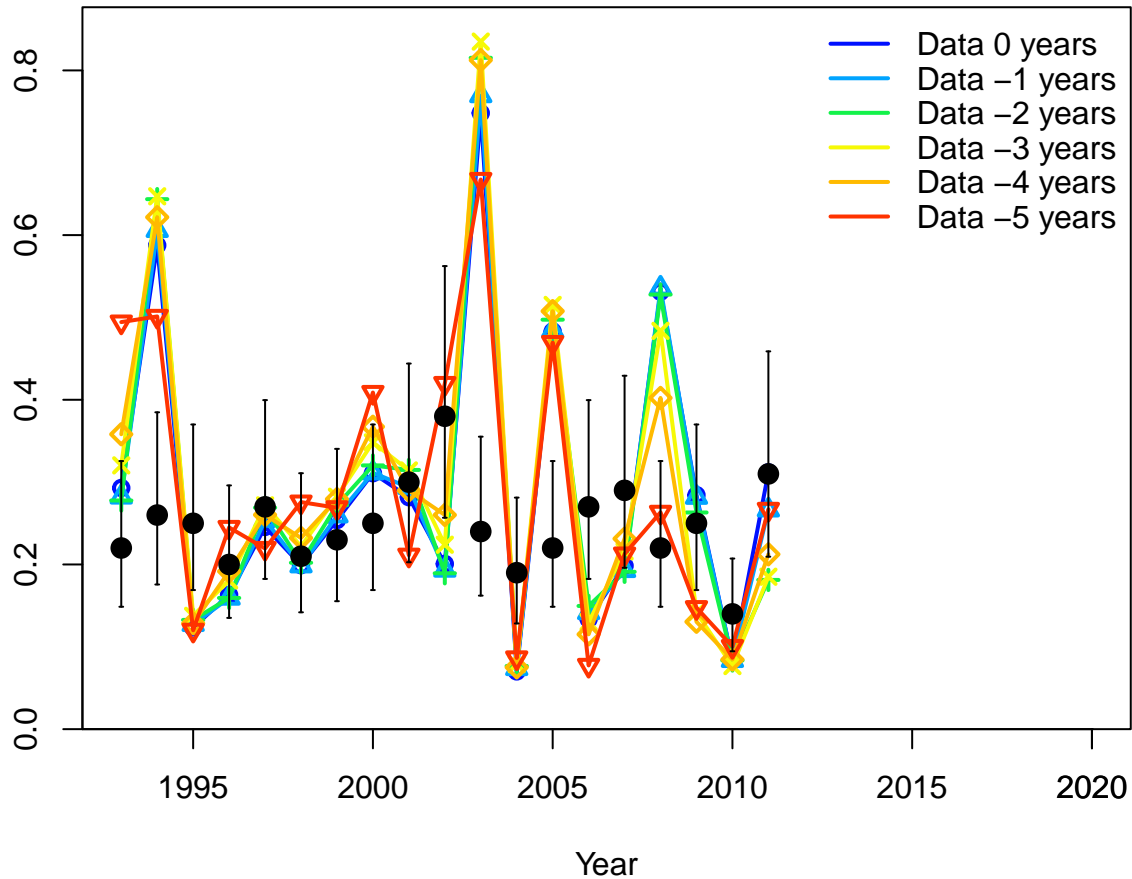 Data 0 years
Data −1 years
Data −2 years
Data −3 years
Data −4 years
Data −5 years
0.8
0.6
0.4
0.2
0.0
1995 2000 2005 2010 2015 2020
Year